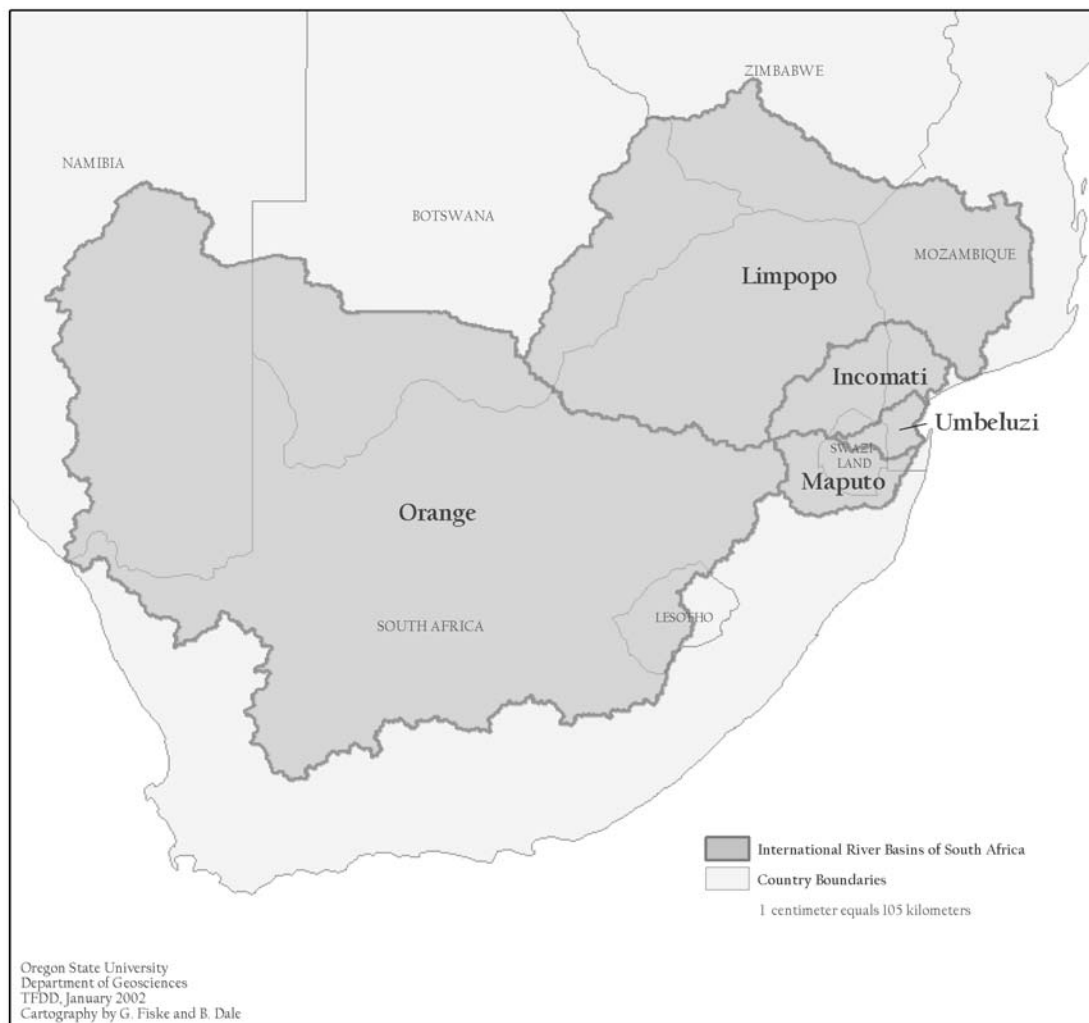 ZIMBABWE
NAMIBIA
BOTSWANA
MOZAMBIQUE
Limpopo
Incomati
Umbeluzi
SWAZI-
LAND
Maputo
Orange
LESOTHO
SOUTH AFRICA
International River Basins of South Africa
Country Boundaries
1 centimeter equals 105 kilometers
Oregon State University
Department of Geosciences
TFDD, January 2002
Cartography by G. Fiske and B. Dale